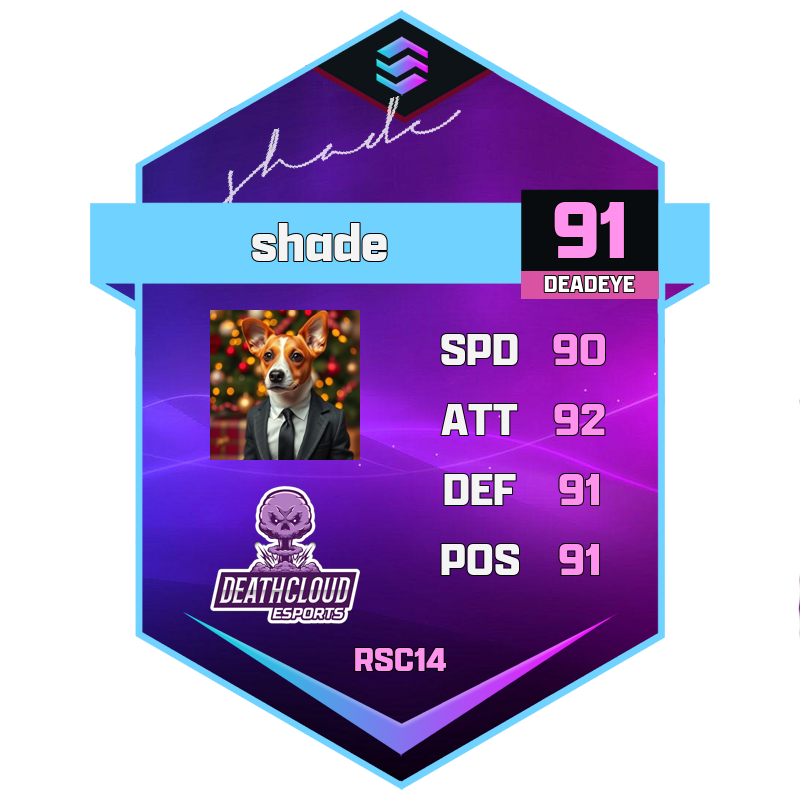 shade
shade
91
DEADEYE
SPD 90
ATT 92
DEF 91
POS 91
DEATHCLOUD
ESPORTS
RSC14